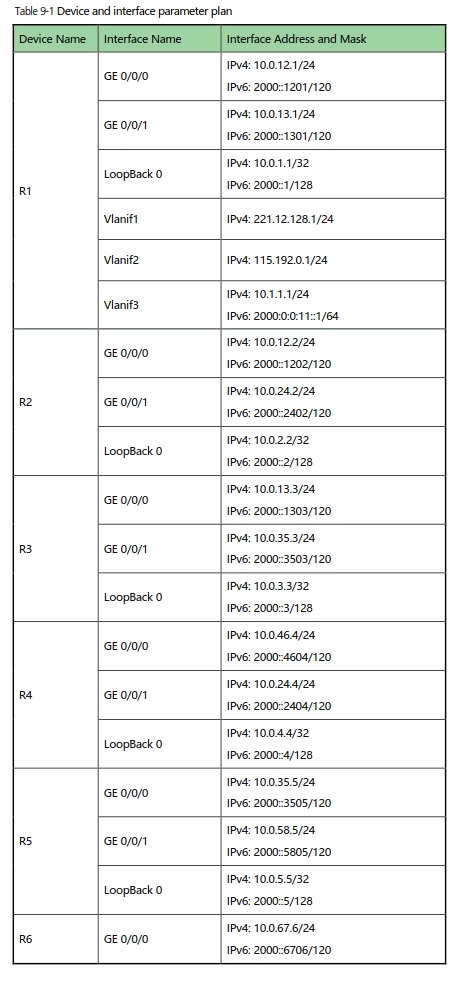 Table 9-1 Device and interface parameter plan
Device Name Interface Name Interface Address and Mask
R1
GE 0/0/0
IPv4: 10.0.12.1/24
IPv6: 2000::1201/120
GE 0/0/1
IPv4: 10.0.13.1/24
IPv6: 2000::1301/120
LoopBack 0
IPv4: 10.0.1.1/32
IPv6: 2000::1/128
Vlanif1
IPv4: 221.12.128.1/24
Vlanif2
IPv4: 115.192.0.1/24
Vlanif3
IPv4: 10.1.1.1/24
IPv6: 2000:0:0:11::1/64
R2
GE 0/0/0
IPv4: 10.0.12.2/24
IPv6: 2000::1202/120
GE 0/0/1
IPv4: 10.0.24.2/24
IPv6: 2000::2402/120
LoopBack 0
IPv4: 10.0.2.2/32
IPv6: 2000::2/128
R3
GE 0/0/0
IPv4: 10.0.13.3/24
IPv6: 2000::1303/120
GE 0/0/1
IPv4: 10.0.35.3/24
IPv6: 2000::3503/120
LoopBack 0
IPv4: 10.0.3.3/32
IPv6: 2000::3/128
R4
GE 0/0/0
IPv4: 10.0.46.4/24
IPv6: 2000::4604/120
GE 0/0/1
IPv4: 10.0.24.4/24
IPv6: 2000::2404/120
LoopBack 0
IPv4: 10.0.4.4/32
IPv6: 2000::4/128
R5
GE 0/0/0
IPv4: 10.0.35.5/24
IPv6: 2000::3505/120
GE 0/0/1
IPv4: 10.0.58.5/24
IPv6: 2000::5805/120
LoopBack 0
IPv4: 10.0.5.5/32
IPv6: 2000::5/128
R6
GE 0/0/0
IPv4: 10.0.67.6/24
IPv6: 2000::6706/120